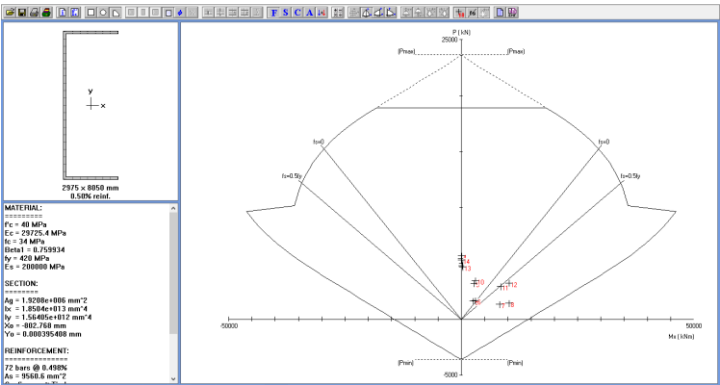 F S C A
y
x
2975 x 8050 mm
0.50% reinf.
MATERIAL:
=========
f'c = 40 MPa
Ec = 29725.4 MPa
fc = 34 MPa
Beta1 = 0.759934
fy = 420 MPa
Es = 200000 MPa
SECTION:
========
Ag = 1.9208e+006 mm^2
Ix = 1.8504e+013 mm^4
Iy = 1.56405e+012 mm^4
Xo = -802.768 mm
Yo = 0.000395408 mm
REINFORCEMENT:
===============
72 bars @ 0.498%
As = 9560.6 mm^2
P (kN)
25000
(Pmax)
(Pmax)
fs=0
fs=0
fs=0.5fy
fs=0.5fy
14
13
10
12
11
-50000
50000
Mx (kNm)
(Pmin)
(Pmin)
-5000